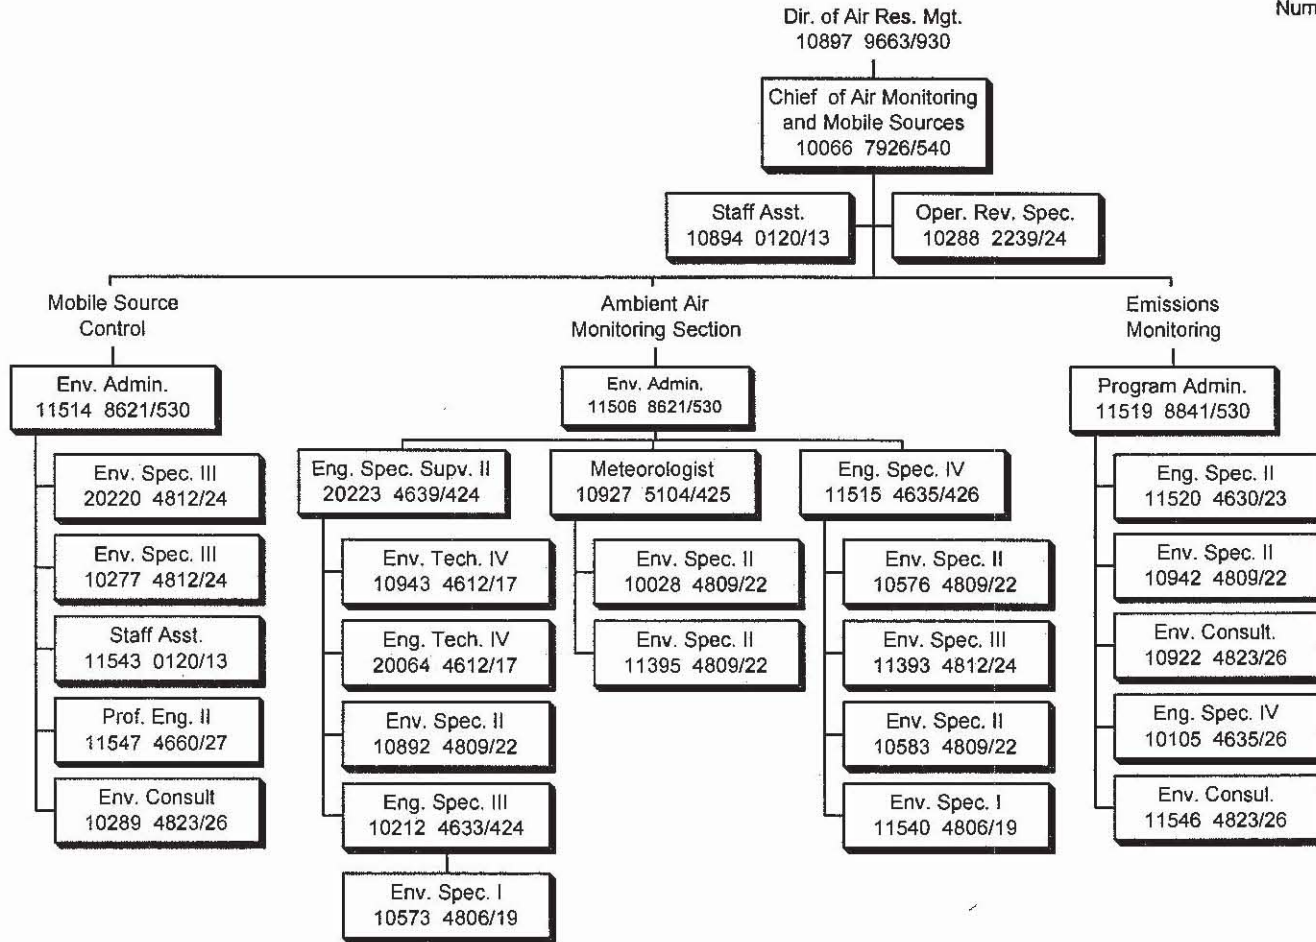 Num
Dir. of Air Res. Mgt.
10897 9663/930
Chief of Air Monitoring
and Mobile Sources
10066 7926/540
Staff Asst.
10894 0120/13
Oper. Rev. Spec.
10288 2239/24
Mobile Source
Control
Env. Admin.
11514 8621/530
Env. Spec. III
20220 4812/24
Env. Spec. III
10277 4812/24
Staff Asst.
11543 0120/13
Prof. Eng. II
11547 4660/27
Env. Consult
10289 4823/26
Ambient Air
Monitoring Section
Env. Admin.
11506 8621/530
Eng. Spec. Supv. II
20223 4639/424
Env. Tech. IV
10943 4612/17
Eng. Tech. IV
20064 4612/17
Env. Spec. II
10892 4809/22
Eng. Spec. III
10212 4633/424
Env. Spec. I
10573 4806/19
Meteorologist
10927 5104/425
Env. Spec. II
10028 4809/22
Env. Spec. II
11395 4809/22
Eng. Spec. IV
11515 4635/426
Env. Spec. II
10576 4809/22
Env. Spec. III
11393 4812/24
Env. Spec. II
10583 4809/22
Env. Spec. I
11540 4806/19
Emissions
Monitoring
Program Admin.
11519 8841/530
Eng. Spec. II
11520 4630/23
Env. Spec. II
10942 4809/22
Env. Consult.
10922 4823/26
Eng. Spec. IV
10105 4635/26
Env. Consul.
11546 4823/26